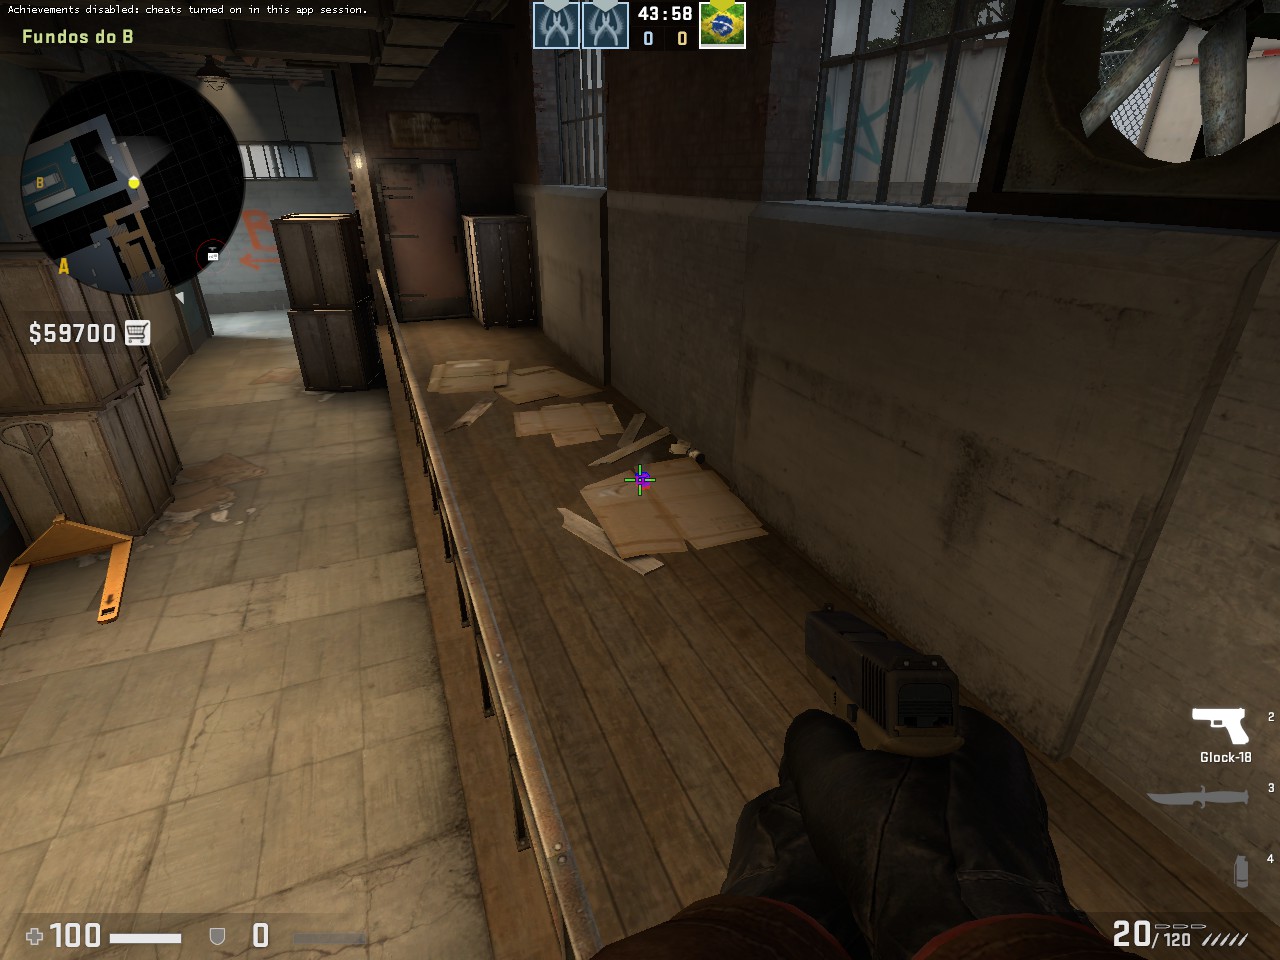 Achievements disabled: cheats turned on in this app session.
Fundos do B
43:58
0 0
B
A
B
$59700
2
Glock-18
3
4
100
0
20/120